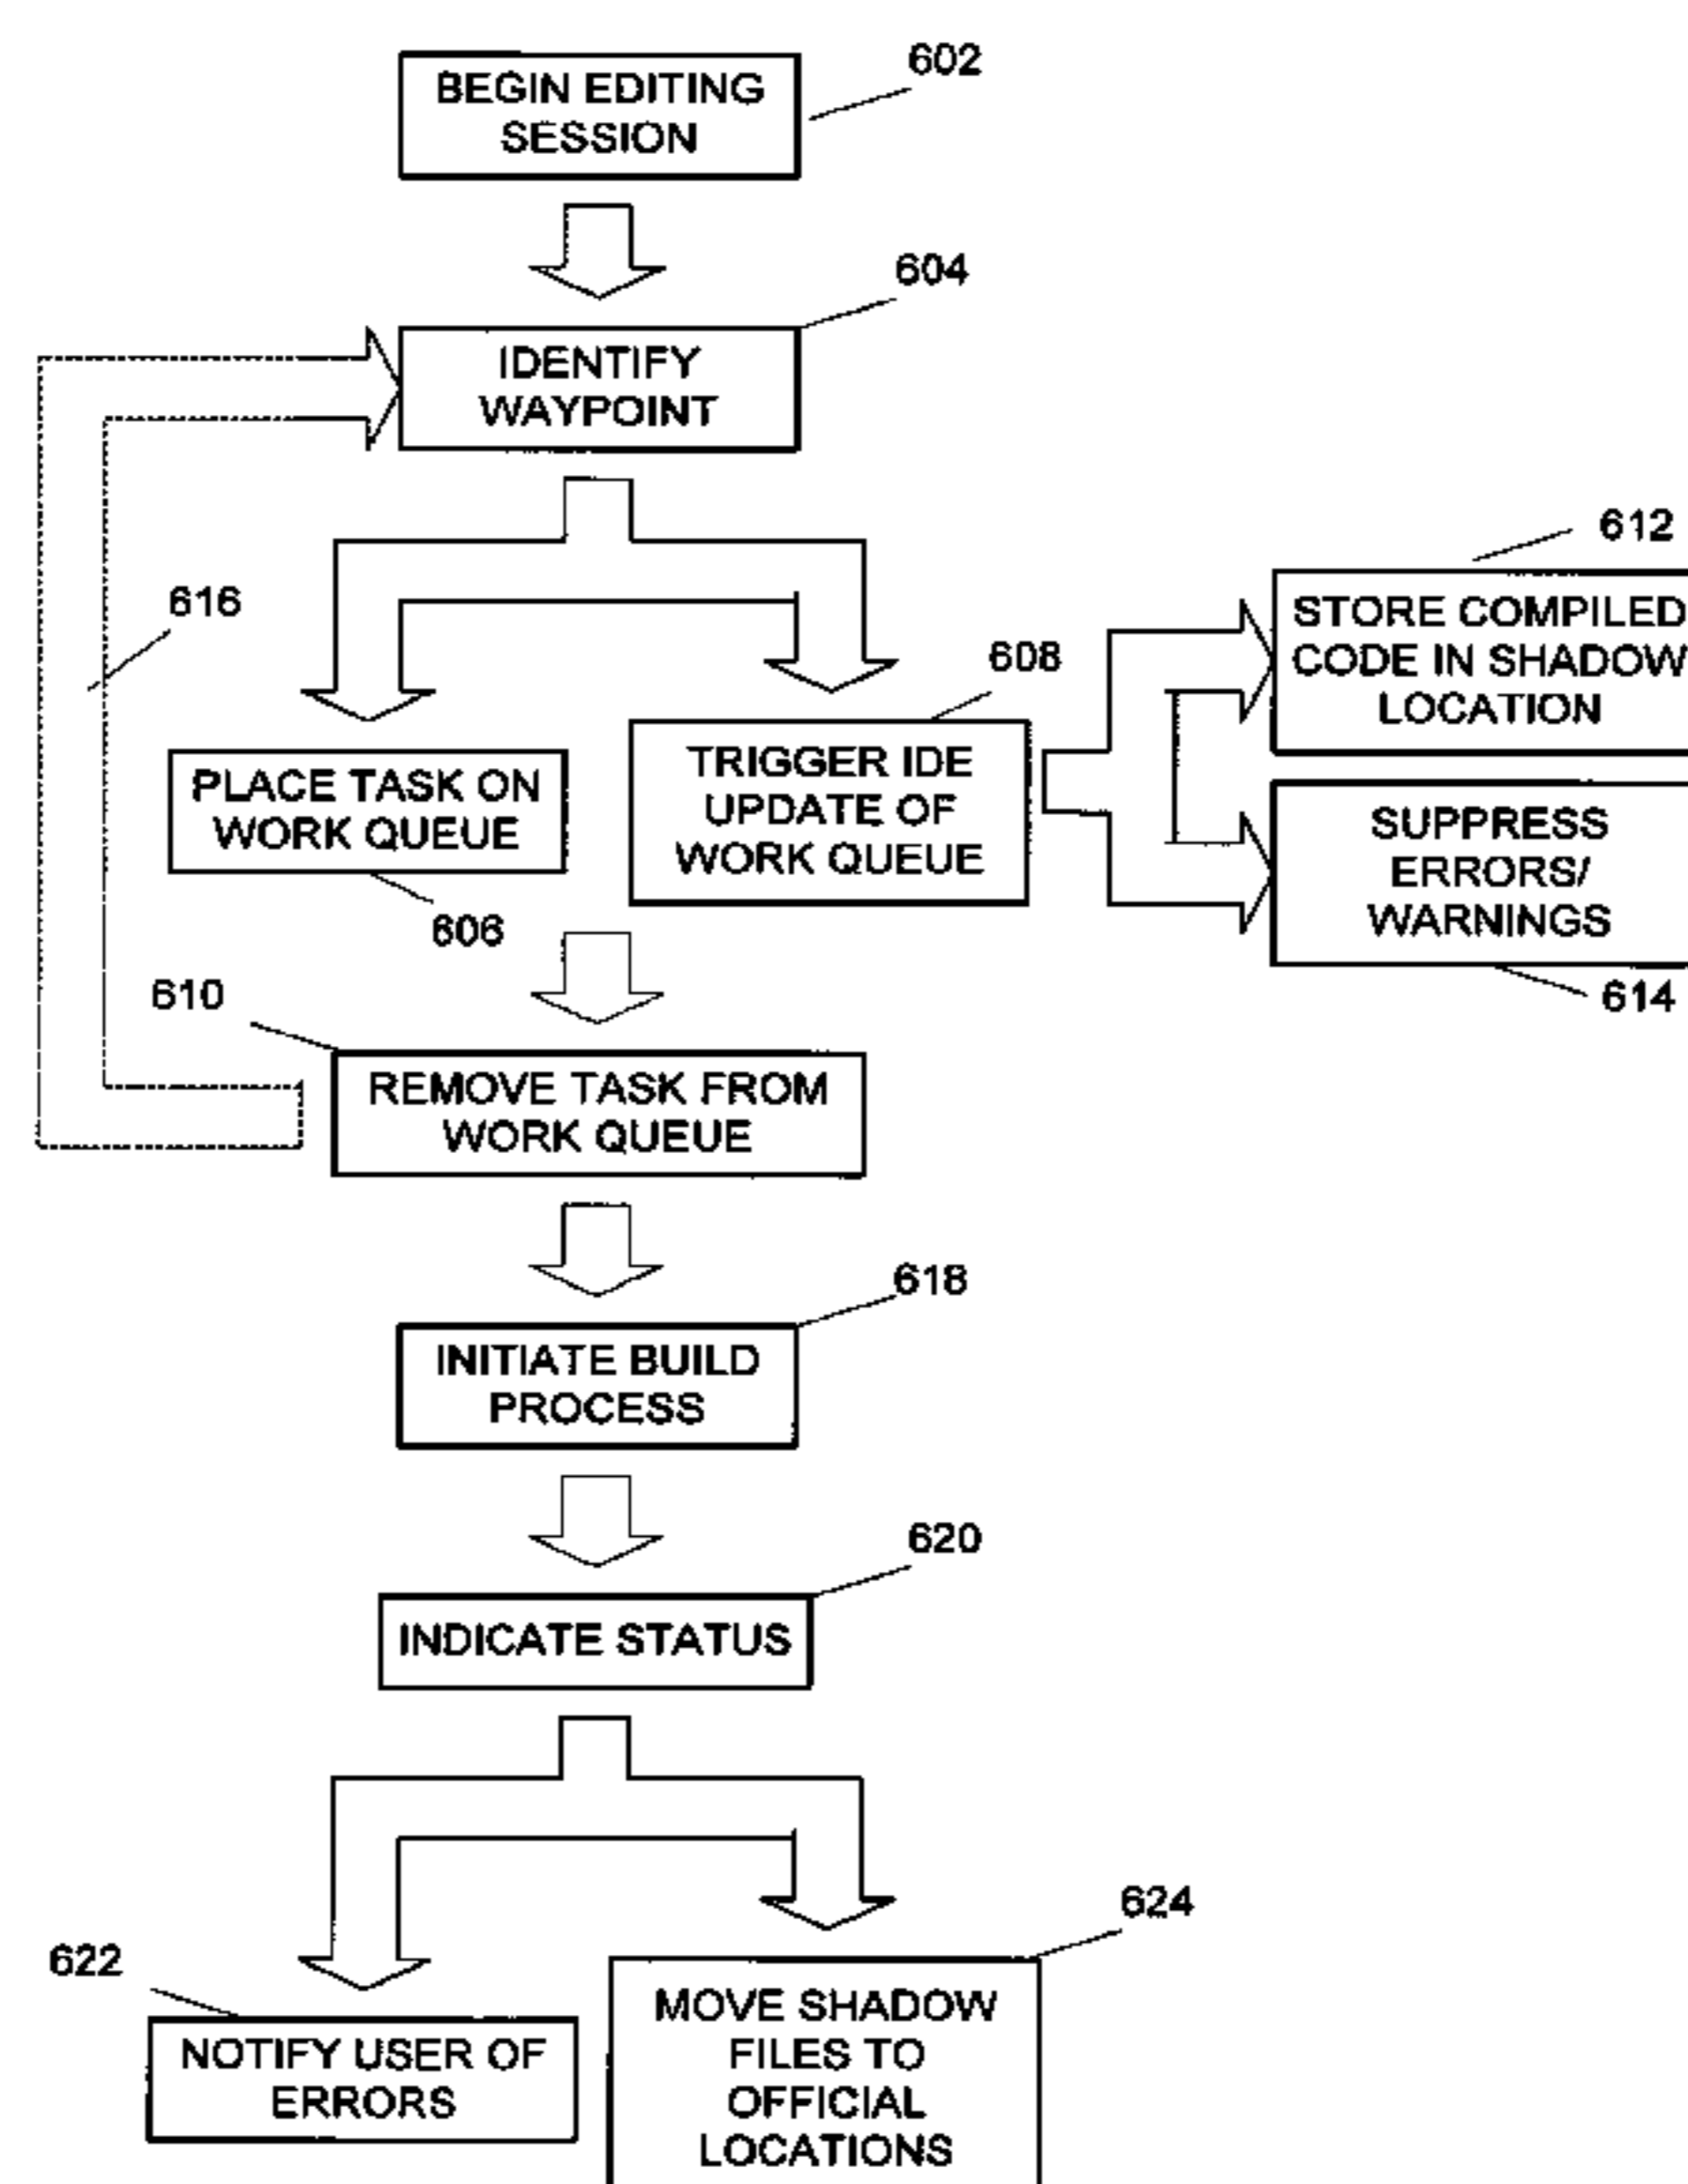 602
BEGIN EDITING
SESSION
604
IDENTIFY
WAYPOINT
616
612
STORE COMPILED
CODE IN SHADOW
LOCATION
608
TRIGGER IDE
UPDATE OF
WORK QUEUE
PLACE TASK ON
WORK QUEUE
606
SUPPRESS
ERRORS/
WARNINGS
614
610
REMOVE TASK FROM
WORK QUEUE
618
INITIATE BUILD
PROCESS
620
INDICATE STATUS
622
NOTIFY USER OF
ERRORS
624
MOVE SHADOW
FILES TO
OFFICIAL
LOCATIONS